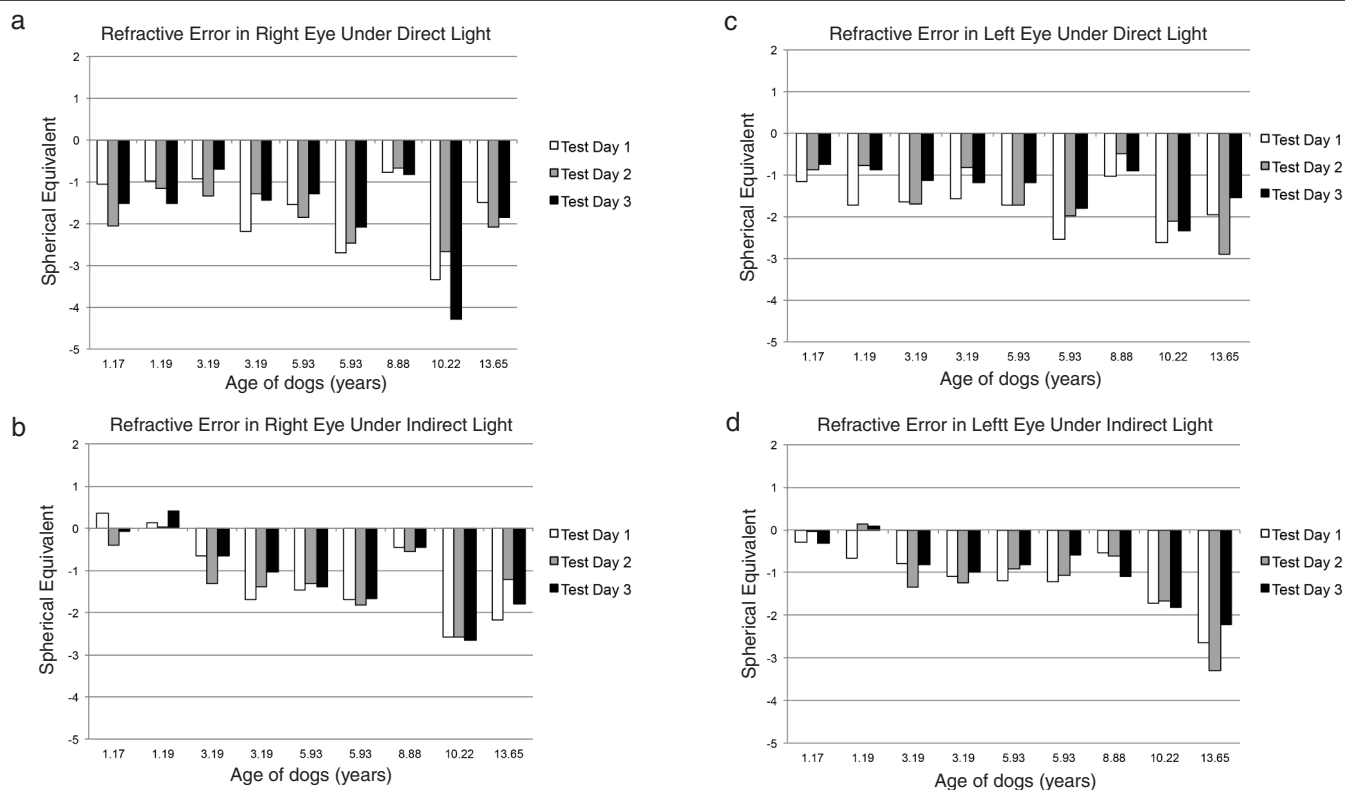 a
Refractive Error in Right Eye Under Direct Light
2
1
0
-1
-2
-3
-4
-5
Spherical Equivalent
1.17 1.19 3.19 3.19 5.93 5.93 8.88 10.22 13.65
Age of dogs (years)
Test Day 1
Test Day 2
Test Day 3
b
Refractive Error in Right Eye Under Indirect Light
2
1
0
-1
-2
-3
-4
-5
Spherical Equivalent
1.17 1.19 3.19 3.19 5.93 5.93 8.88 10.22 13.65
Age of dogs (years)
Test Day 1
Test Day 2
Test Day 3
c
Refractive Error in Left Eye Under Direct Light
2
1
0
-1
-2
-3
-4
-5
Spherical Equivalent
1.17 1.19 3.19 3.19 5.93 5.93 8.88 10.22 13.65
Age of dogs (years)
Test Day 1
Test Day 2
Test Day 3
d
Refractive Error in Leftt Eye Under Indirect Light
2
1
0
-1
-2
-3
-4
-5
Spherical Equivalent
1.17 1.19 3.19 3.19 5.93 5.93 8.88 10.22 13.65
Age of dogs (years)
Test Day 1
Test Day 2
Test Day 3